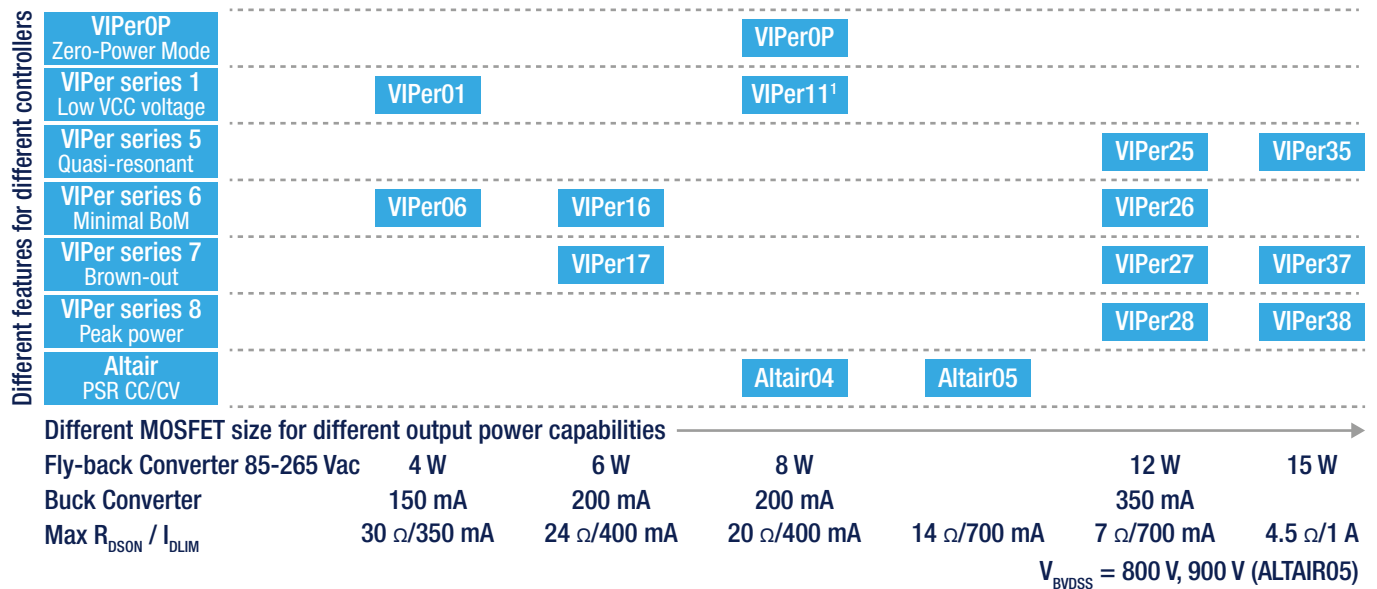 Different features for different controllers
VIPer0P
Zero-Power Mode
VIPer0P
VIPer series 1
Low VCC voltage
VIPer01 VIPer11¹
VIPer series 5
Quasi-resonant
VIPer25 VIPer35
VIPer series 6
Minimal BoM
VIPer06 VIPer16 VIPer26
VIPer series 7
Brown-out
VIPer17 VIPer27 VIPer37
VIPer series 8
Peak power
VIPer28 VIPer38
Altair
PSR CC/CV
Altair04 Altair05
Different MOSFET size for different output power capabilities
Fly-back Converter 85-265 Vac 4 W 6 W 8 W 12 W 15 W
Buck Converter 150 mA 200 mA 200 mA 350 mA
Max R_DSON / I_DLIM 30 Ω/350 mA 24 Ω/400 mA 20 Ω/400 mA 14 Ω/700 mA 7 Ω/700 mA 4.5 Ω/1 A
V_BVDSS = 800 V, 900 V (ALTAIR05)